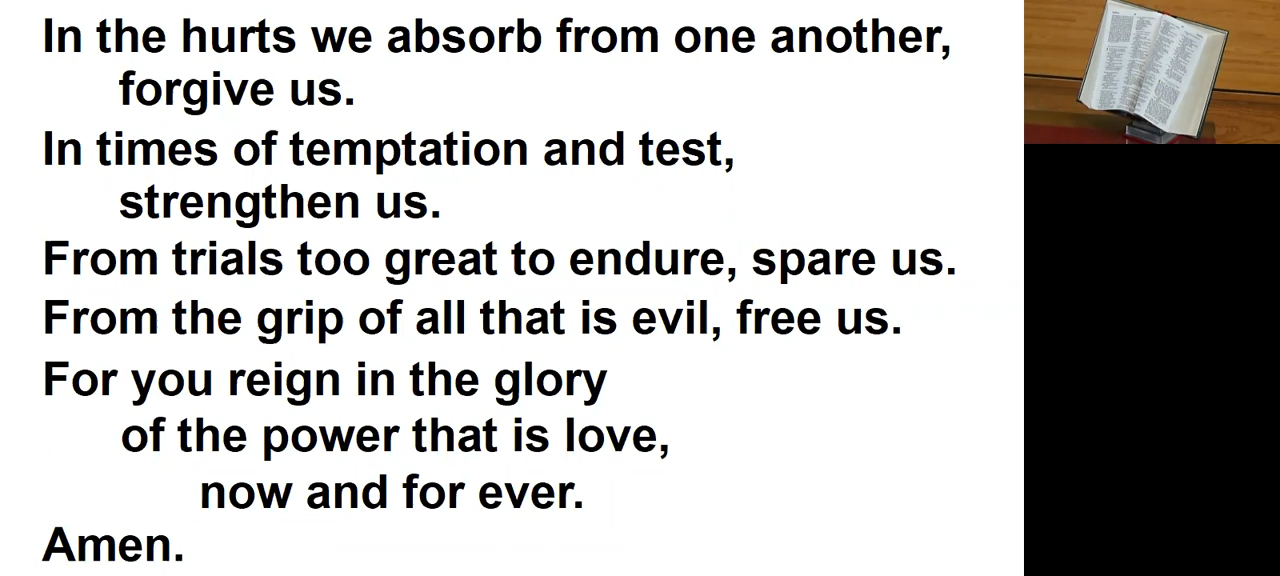 In the hurts we absorb from one another,
forgive us.
In times of temptation and test,
strengthen us.
From trials too great to endure, spare us.
From the grip of all that is evil, free us.
For you reign in the glory
of the power that is love,
now and for ever.
Amen.